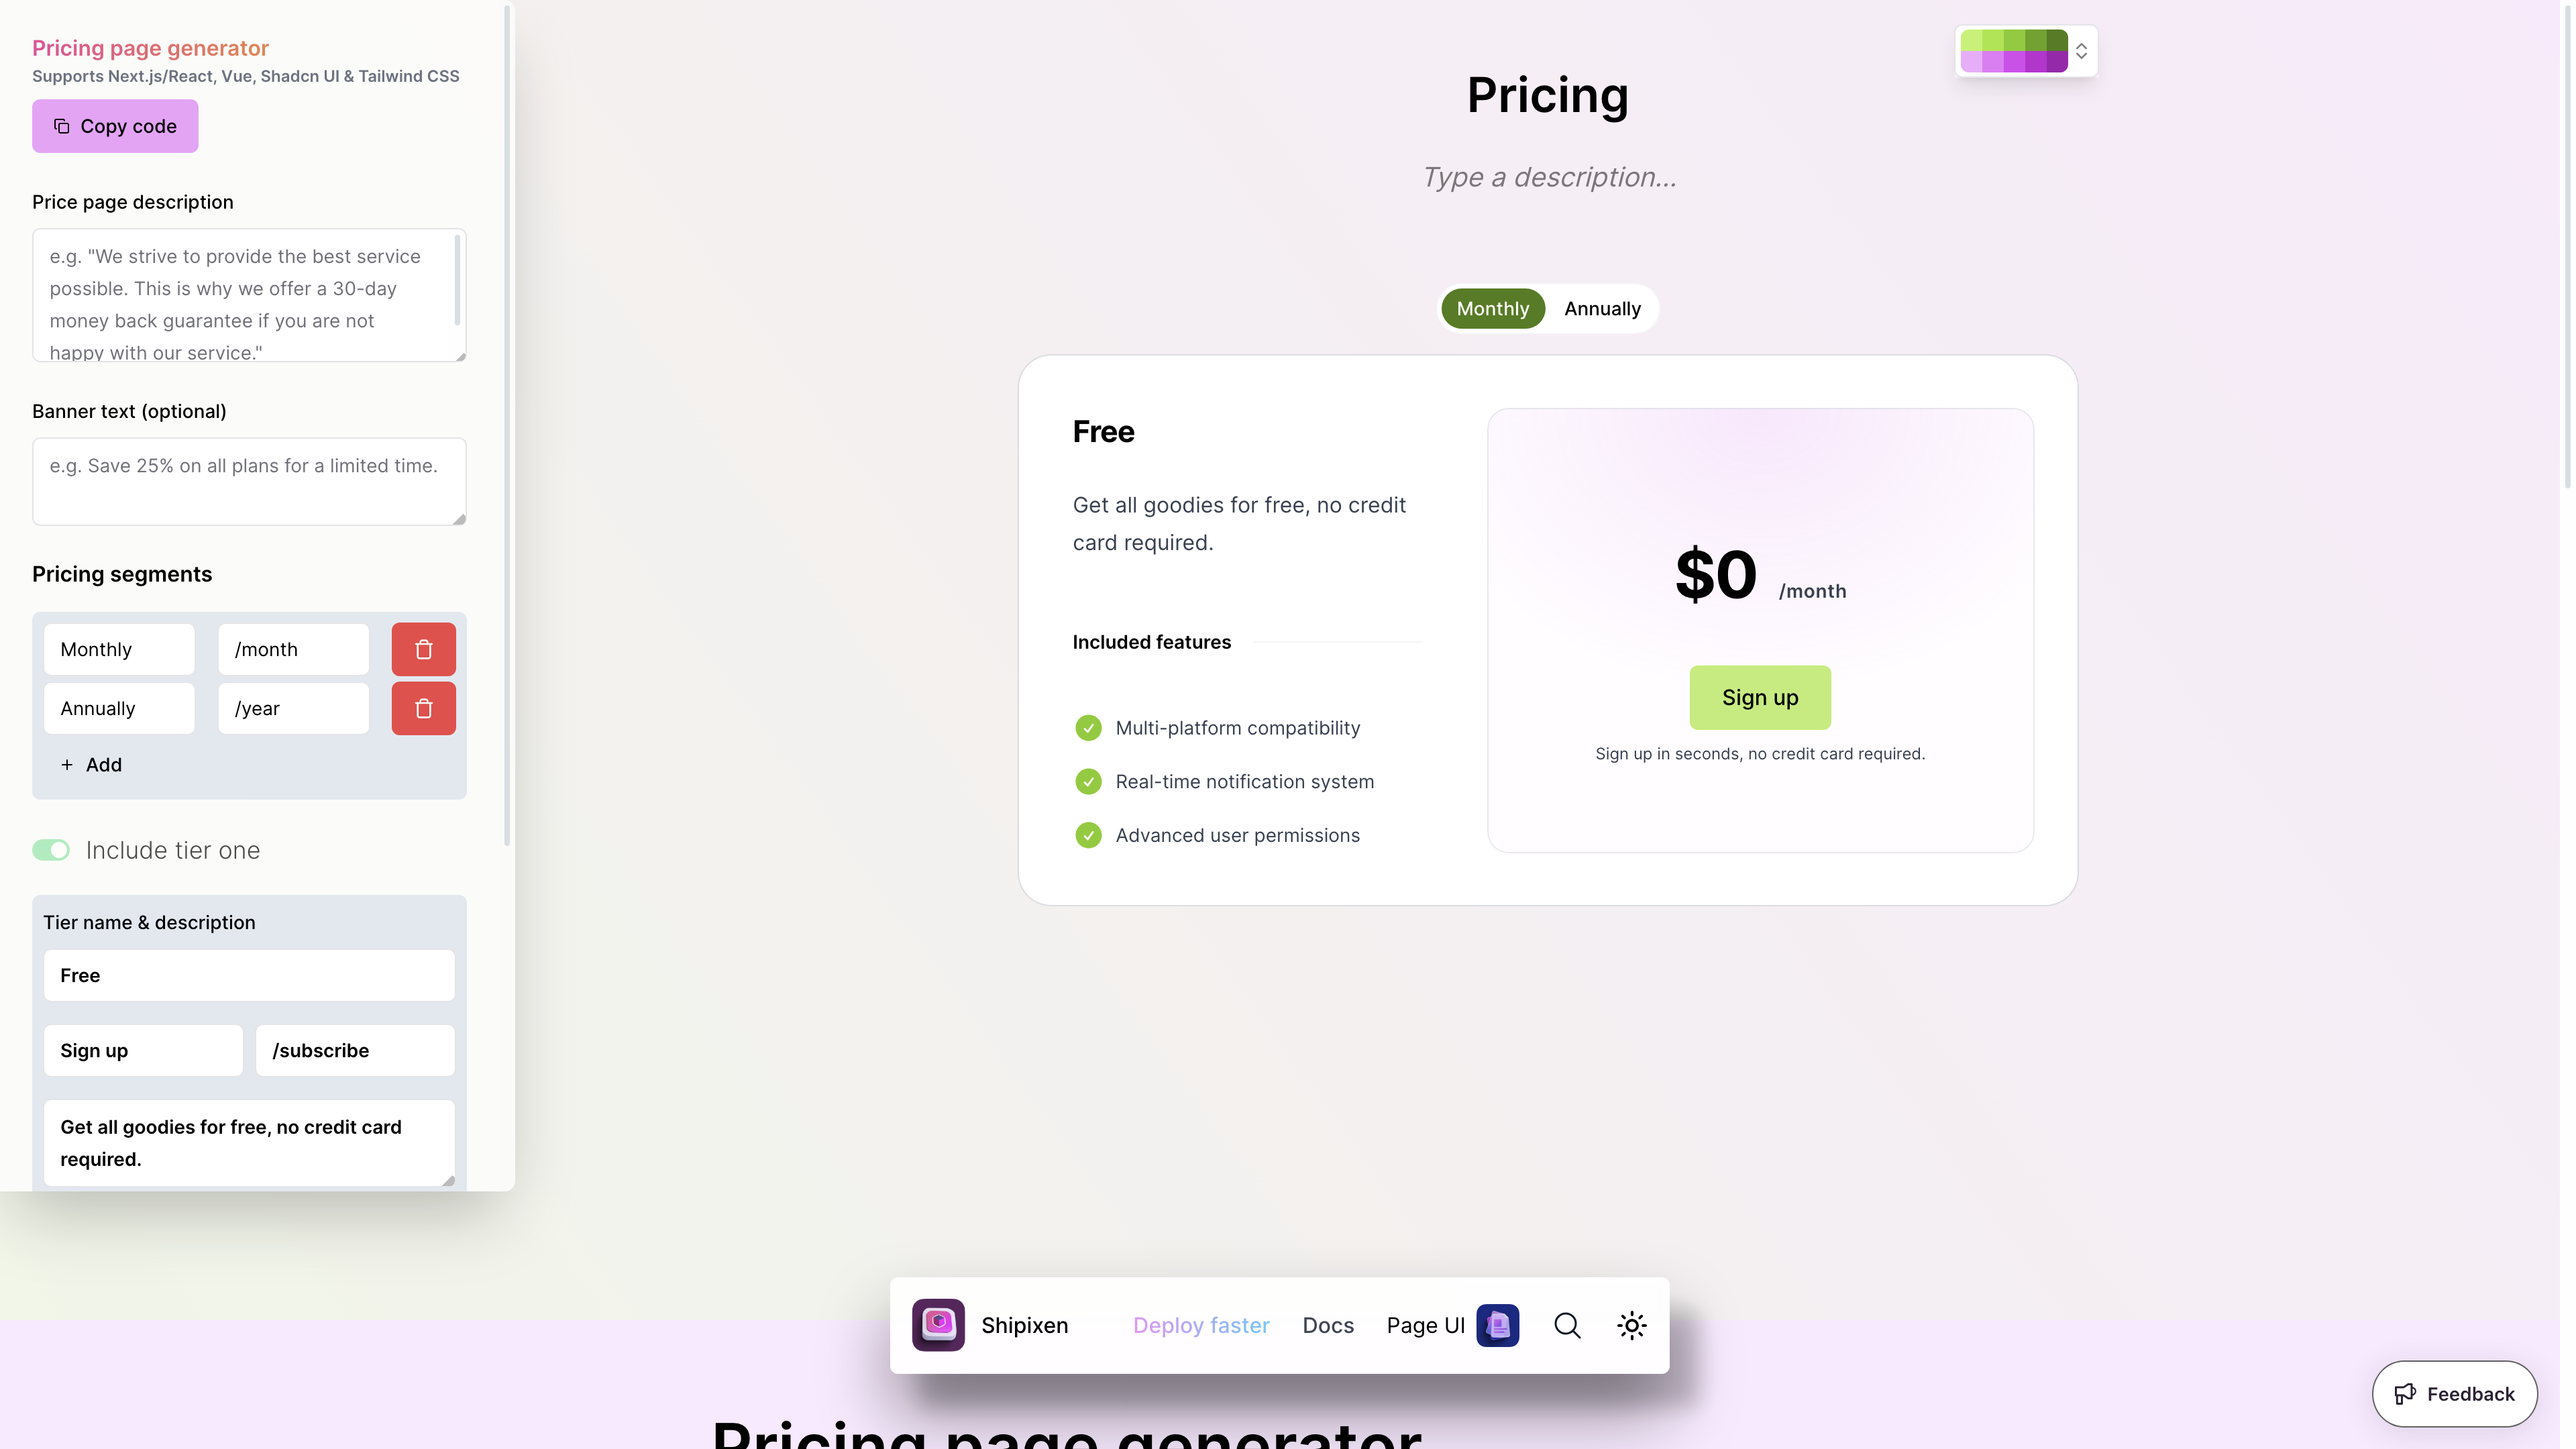 Pricing page generator
Supports Next.js/React, Vue, Shadcn UI & Tailwind CSS
Copy code
Price page description
e.g. "We strive to provide the best service
possible. This is why we offer a 30-day
money back guarantee if you are not
happy with our service."
Banner text (optional)
e.g. Save 25% on all plans for a limited time.
Pricing segments
Monthly
/month
Annually
/year
+ Add
Include tier one
Tier name & description
Free
Sign up
/subscribe
Get all goodies for free, no credit card
required.
Pricing
Type a description...
Monthly
Annually
Free
Get all goodies for free, no credit
card required.
Included features
Multi-platform compatibility
Real-time notification system
Advanced user permissions
$0 /month
Sign up
Sign up in seconds, no credit card required.
Shipixen
Deploy faster
Docs
Page UI
Feedback
Pricing page generator